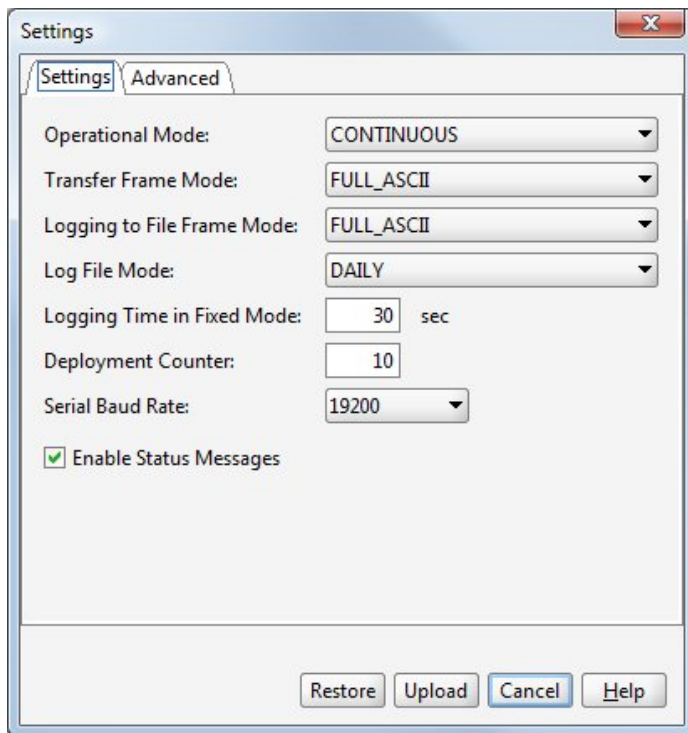 Settings
Settings Advanced
Operational Mode: CONTINUOUS
Transfer Frame Mode: FULL_ASCII
Logging to File Frame Mode: FULL_ASCII
Log File Mode: DAILY
Logging Time in Fixed Mode: 30 sec
Deployment Counter: 10
Serial Baud Rate: 19200
Enable Status Messages
Restore Upload Cancel Help